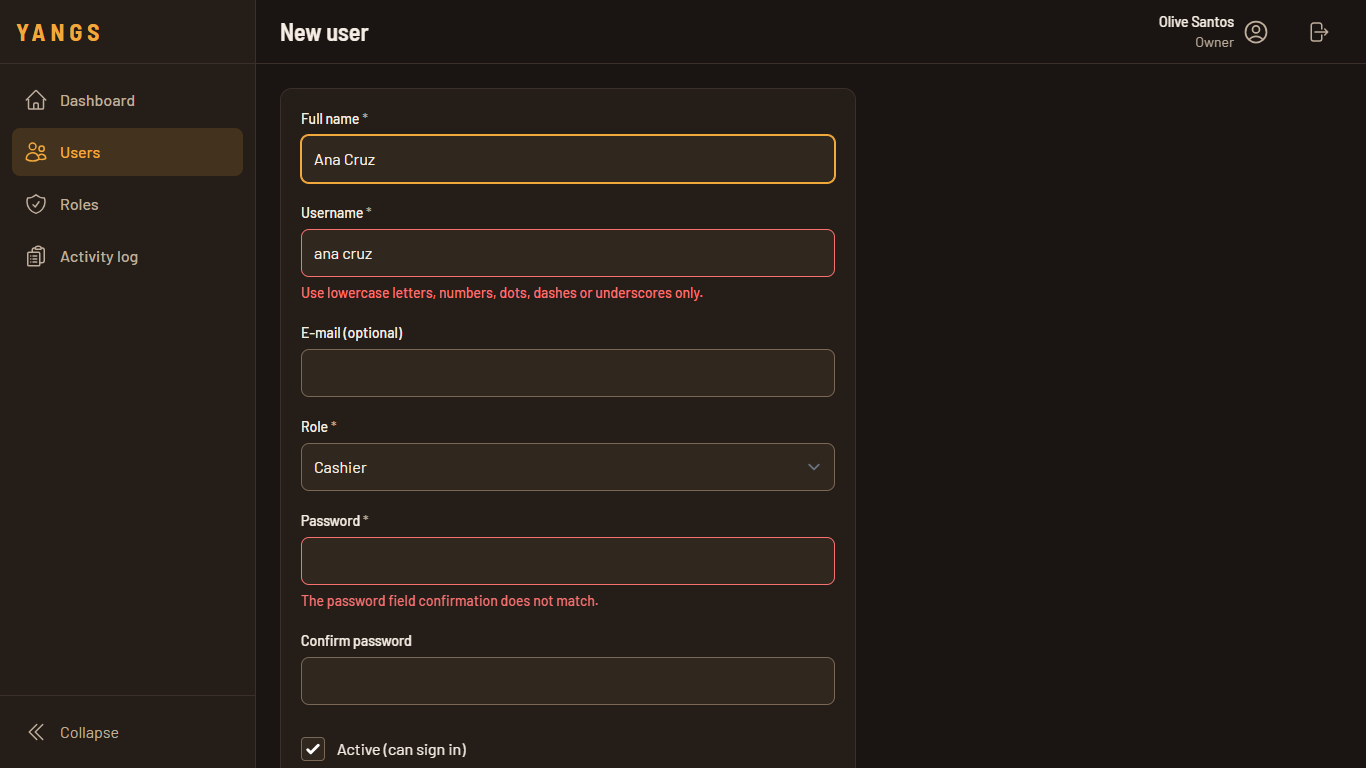 YANGS
New user
Olive Santos
Owner
Dashboard
Users
Roles
Activity log
Collapse
Full name *
Ana Cruz
Username *
ana cruz
Use lowercase letters, numbers, dots, dashes or underscores only.
E-mail (optional)
Role *
Cashier
Password *
The password field confirmation does not match.
Confirm password
Active (can sign in)